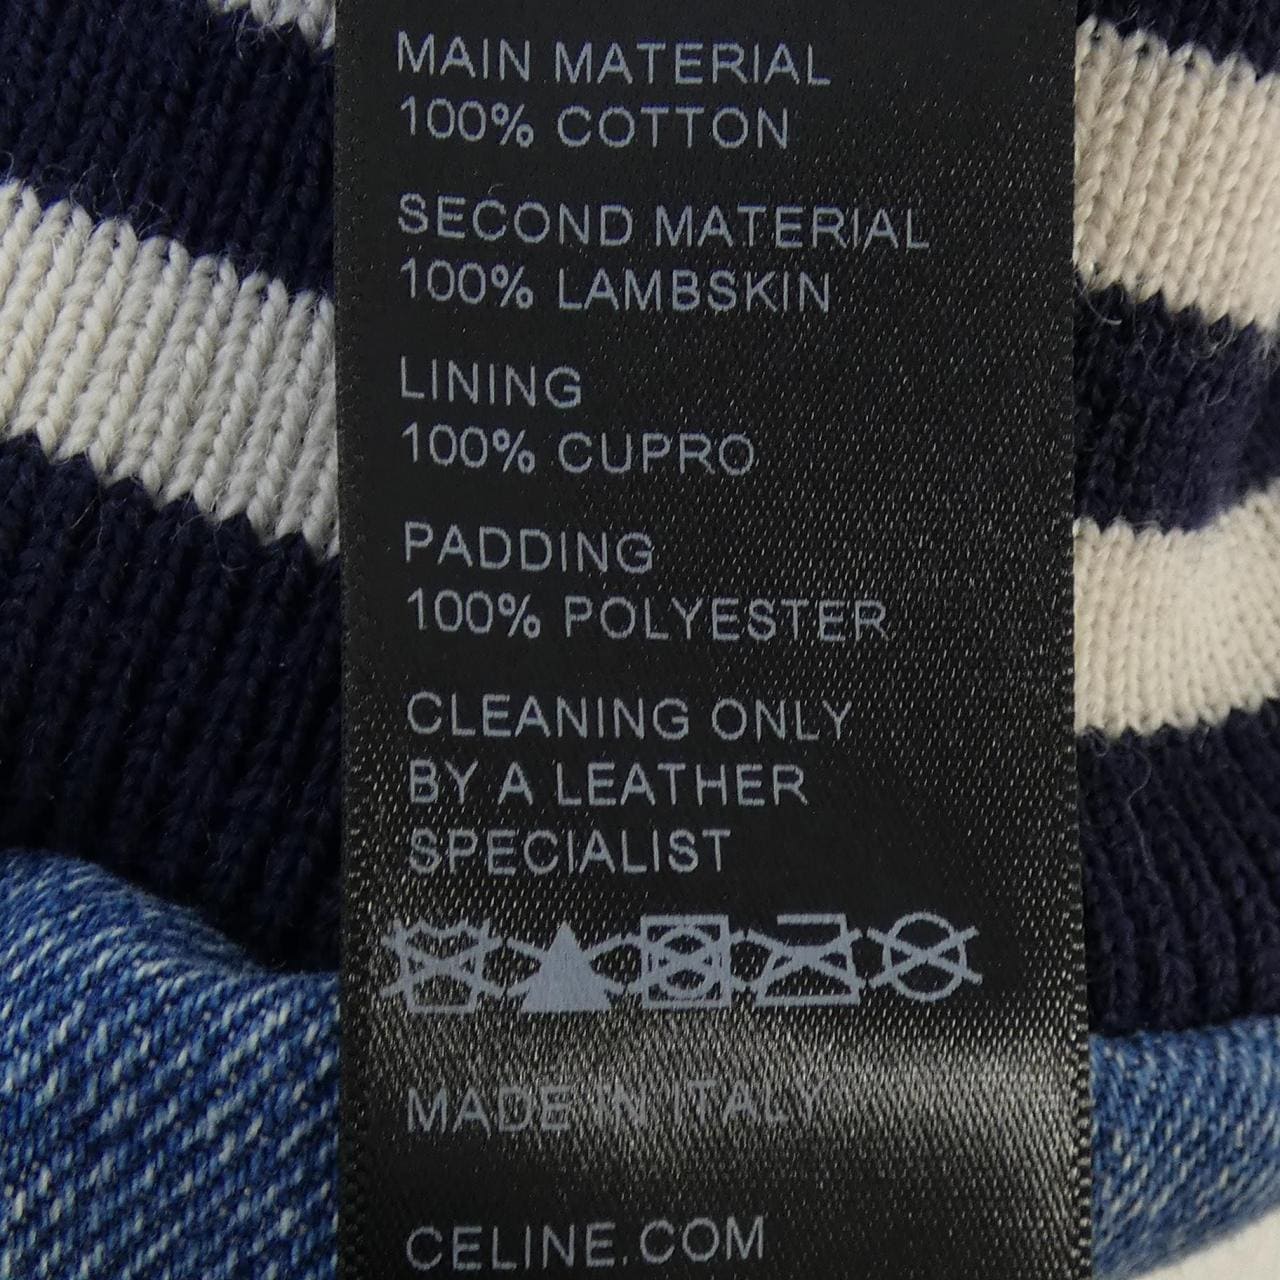 MAIN MATERIAL
100% COTTON
SECOND MATERIAL
100% LAMBSKIN
LINING
100% CUPRO
PADDING
100% POLYESTER
CLEANING ONLY
BY A LEATHER
SPECIALIST
MADE IN ITALY
CELINE.COM